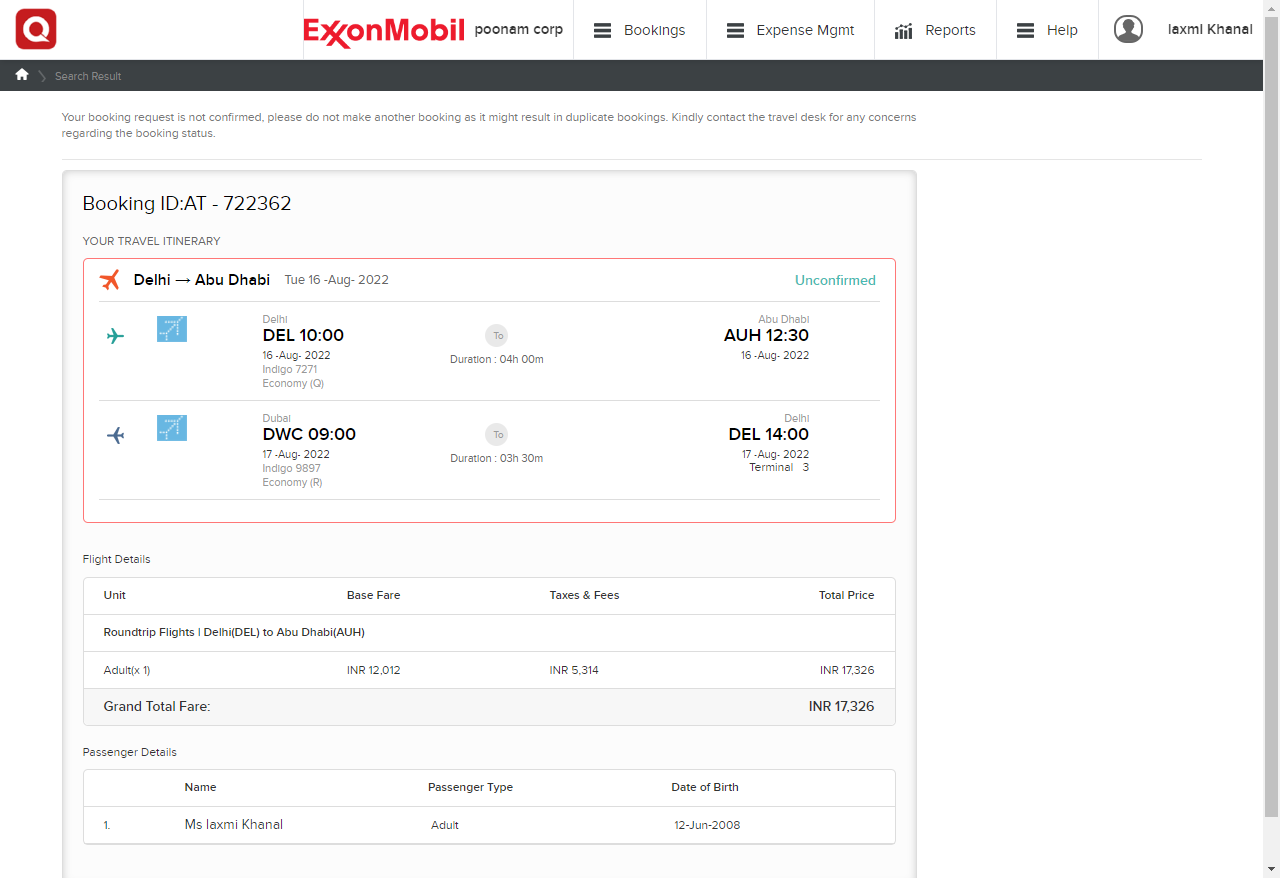 Q
ExxonMobil poonam corp Bookings Expense Mgmt Reports Help laxmi Khanal
Search Result
Your booking request is not confirmed, please do not make another booking as it might result in duplicate bookings. Kindly contact the travel desk for any concerns
regarding the booking status.
Booking ID:AT - 722362
YOUR TRAVEL ITINERARY
Delhi → Abu Dhabi Tue 16 -Aug- 2022 Unconfirmed
Delhi Abu Dhabi
DEL 10:00 To AUH 12:30
16 -Aug- 2022 Duration : 04h 00m 16 -Aug- 2022
Indigo 7271
Economy (Q)
Dubai Delhi
DWC 09:00 To DEL 14:00
17 -Aug- 2022 Duration : 03h 30m 17 -Aug- 2022
Indigo 9897 Terminal 3
Economy (R)
Flight Details
Unit Base Fare Taxes & Fees Total Price
Roundtrip Flights | Delhi(DEL) to Abu Dhabi(AUH)
Adult(x 1) INR 12,012 INR 5,314 INR 17,326
Grand Total Fare: INR 17,326
Passenger Details
Name Passenger Type Date of Birth
1. Ms laxmi Khanal Adult 12-Jun-2008